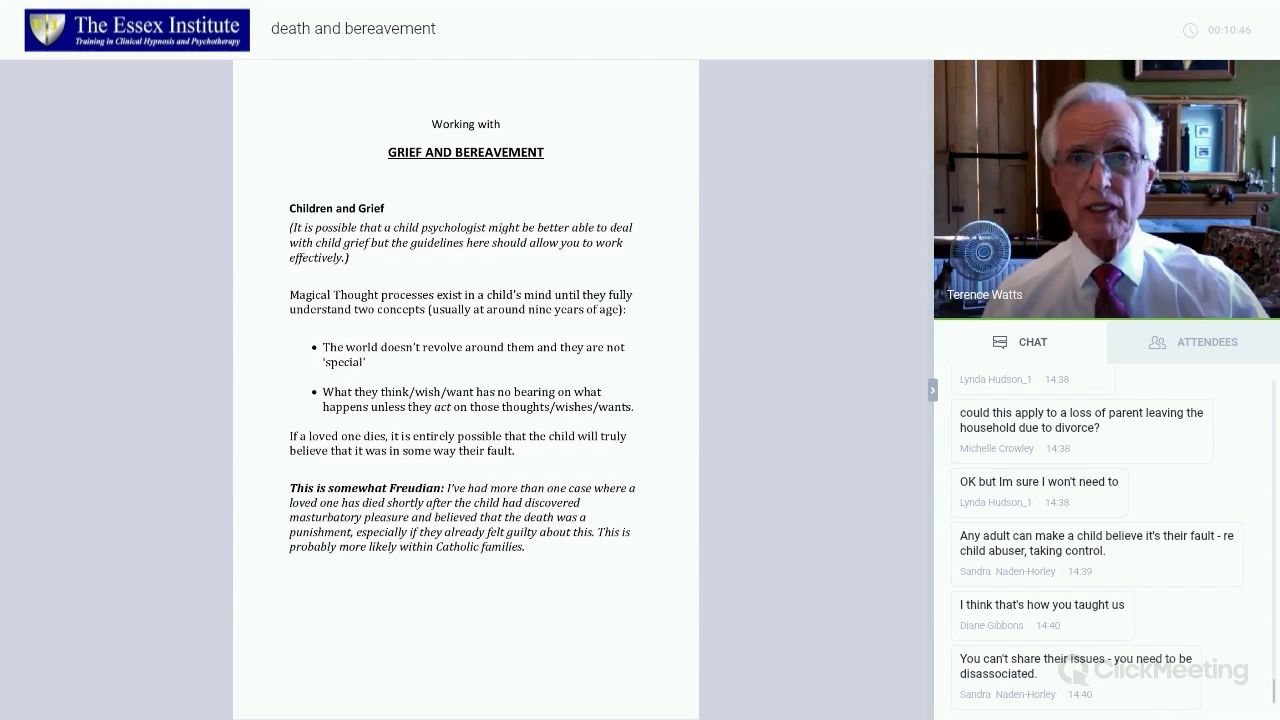 The Essex Institute
Training in Clinical Hypnosis and Psychotherapy
death and bereavement
00:10:46
Working with
GRIEF AND BEREAVEMENT
Children and Grief
(It is possible that a child psychologist might be better able to deal
with child grief but the guidelines here should allow you to work
effectively.)
Magical Thought processes exist in a child's mind until they fully
understand two concepts (usually at around nine years of age):
• The world doesn't revolve around them and they are not
'special'
• What they think/wish/want has no bearing on what
happens unless they act on those thoughts/wishes/wants.
If a loved one dies, it is entirely possible that the child will truly
believe that it was in some way their fault.
This is somewhat Freudian: I've had more than one case where a
loved one has died shortly after the child had discovered
masturbatory pleasure and believed that the death was a
punishment, especially if they already felt guilty about this. This is
probably more likely within Catholic families.
Terence Watts
CHAT
ATTENDEES
Lynda Hudson_1 14:38
could this apply to a loss of parent leaving the
household due to divorce?
Michelle Crowley 14:38
OK but Im sure I won't need to
Lynda Hudson_1 14:38
Any adult can make a child believe it's their fault - re
child abuser, taking control.
Sandra Naden-Horley 14:39
I think that's how you taught us
Diane Gibbons 14:40
You can't share their issues - you need to be
disassociated.
Sandra Naden-Horley 14:40
ClickMeeting